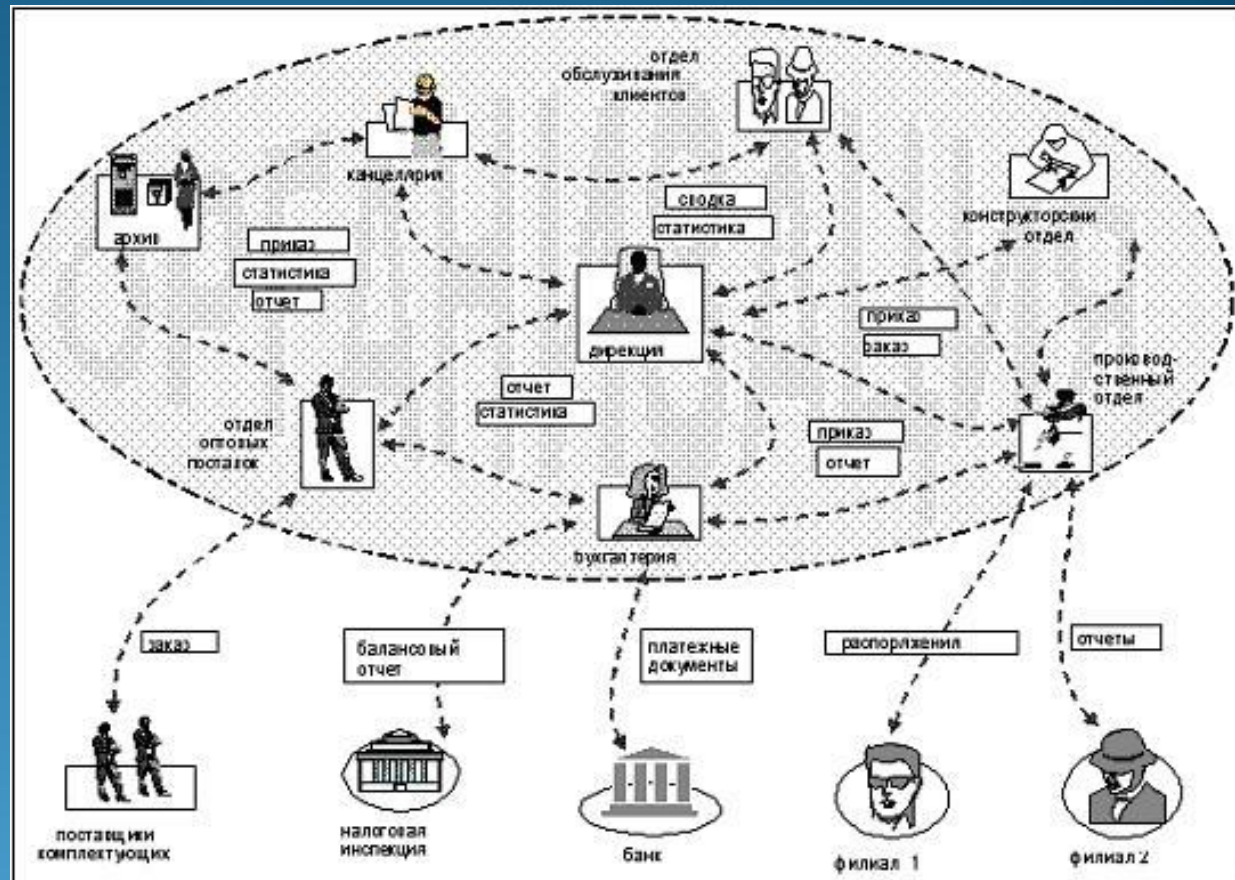 отдел
обслуживания
клиентов
канцелярия
архив
приказ
статистика
отчет
сводка
статистика
конструкторский
отдел
дирекция
приказ
заказ
производ-
ственный
отдел
отчет
статистика
отдел
оптовых
поставок
приказ
отчет
бухгалтерия
заказ
балансовый
отчет
платежные
документы
распоряжения
отчеты
поставщики
комплектующих
налоговая
инспекция
банк
филиал 1
филиал 2